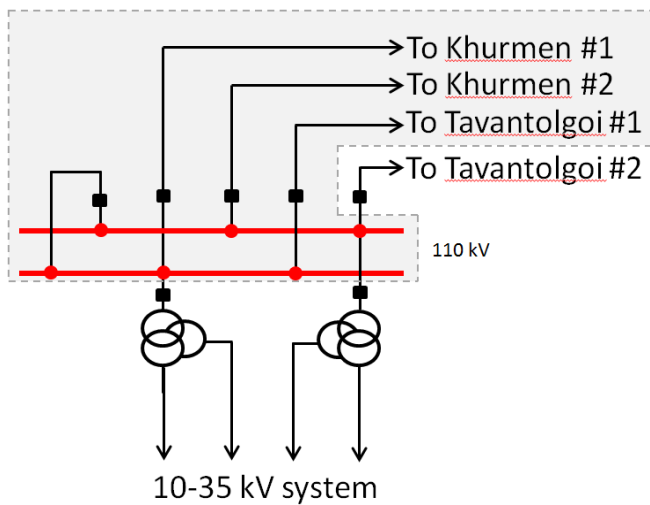 To Khurmen #1
To Khurmen #2
To Tavantolgoi #1
To Tavantolgoi #2
110 kV
10-35 kV system